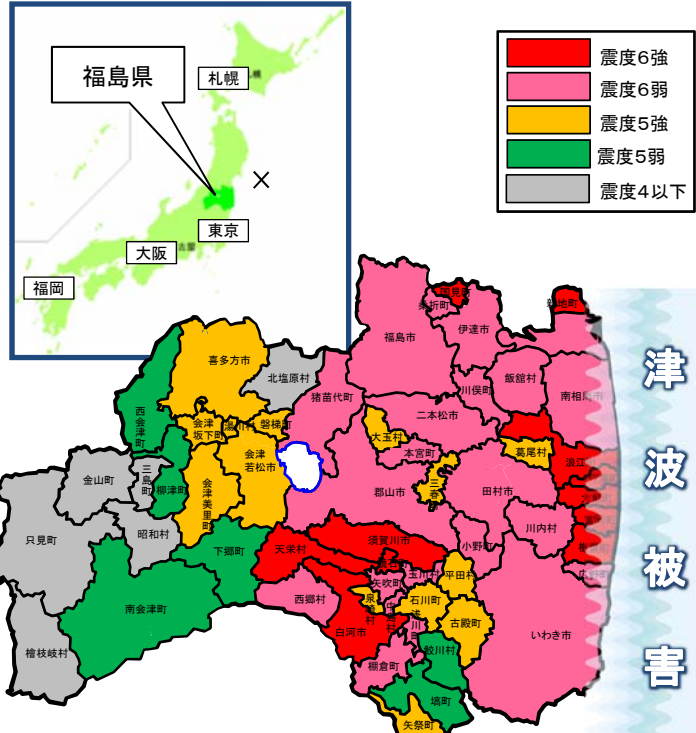 福島県
札幌
東京
大阪
福岡
震度6強
震度6弱
震度5強
震度5弱
震度4以下
津波被害
国見町
桑折町
新地町
福島市
伊達市
喜多方市
北塩原村
猪苗代町
川俣町
飯舘村
南相馬市
西会津町
会津坂下町
湯川村
磐梯町
二本松市
大玉村
本宮町
葛尾村
浪江
会津若松市
金山町
三島町
柳津町
会津美里町
郡山市
三春
田村市
川内村
只見町
昭和村
下郷町
天栄村
須賀川市
小野町
広野町
玉川村
平田村
矢吹町
西郷村
泉崎村
中島村
石川町
浅川町
古殿町
いわき市
南会津町
白河市
鮫川村
棚倉町
檜枝岐村
塙町
矢祭町